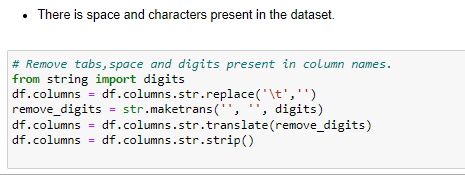 • There is space and characters present in the dataset.
# Remove tabs,space and digits present in column names.
from string import digits
df.columns = df.columns.str.replace('\t','')
remove_digits = str.maketrans('', '', digits)
df.columns = df.columns.str.translate(remove_digits)
df.columns = df.columns.str.strip()